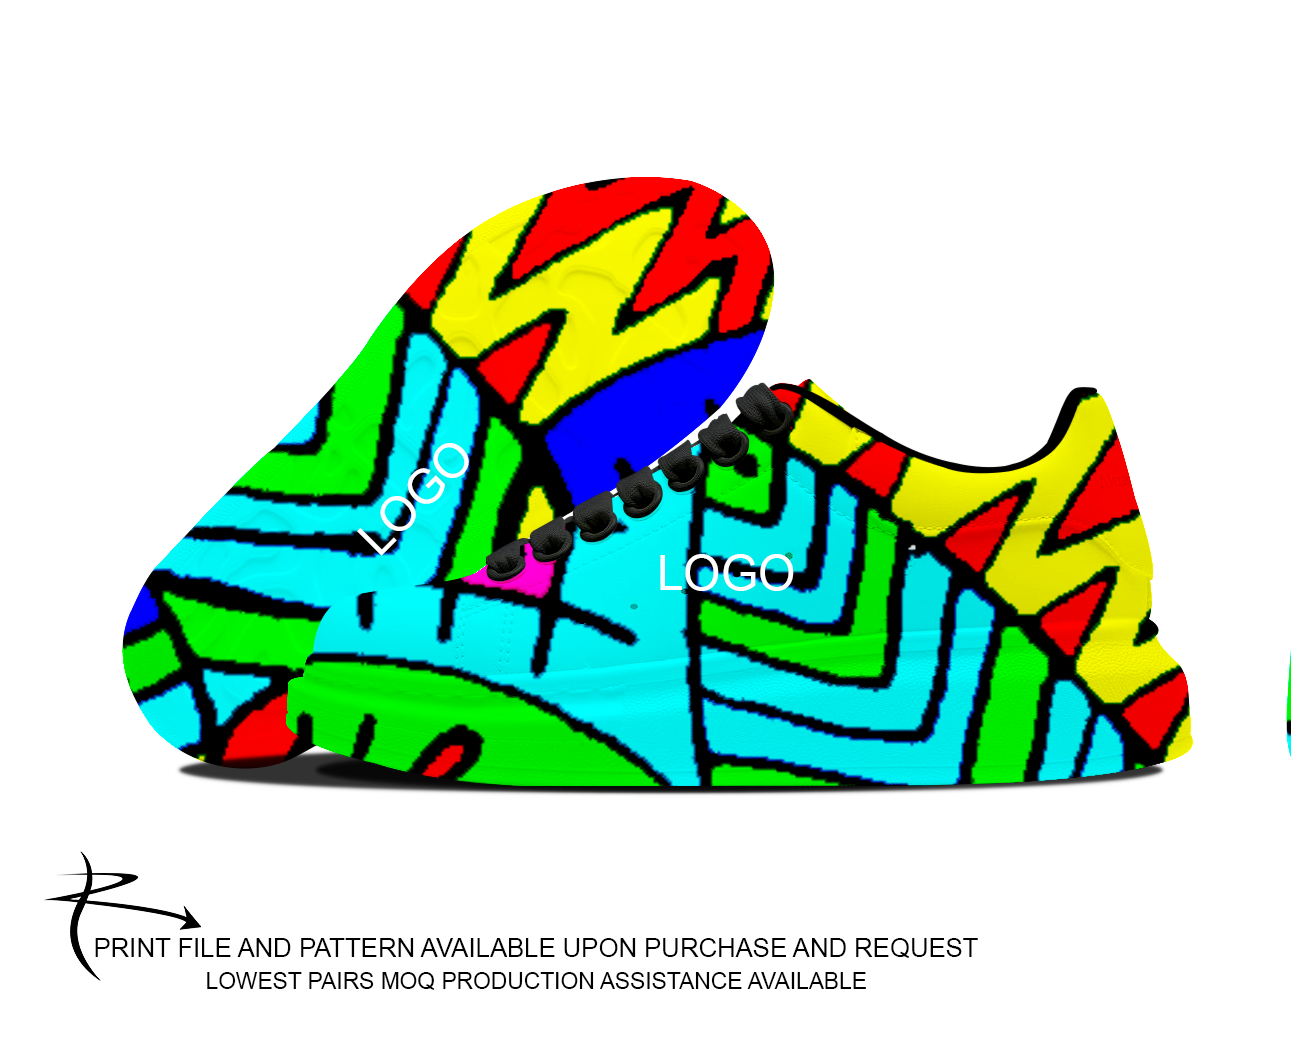 LOGO
LOGO
PRINT FILE AND PATTERN AVAILABLE UPON PURCHASE AND REQUEST
LOWEST PAIRS MOQ PRODUCTION ASSISTANCE AVAILABLE